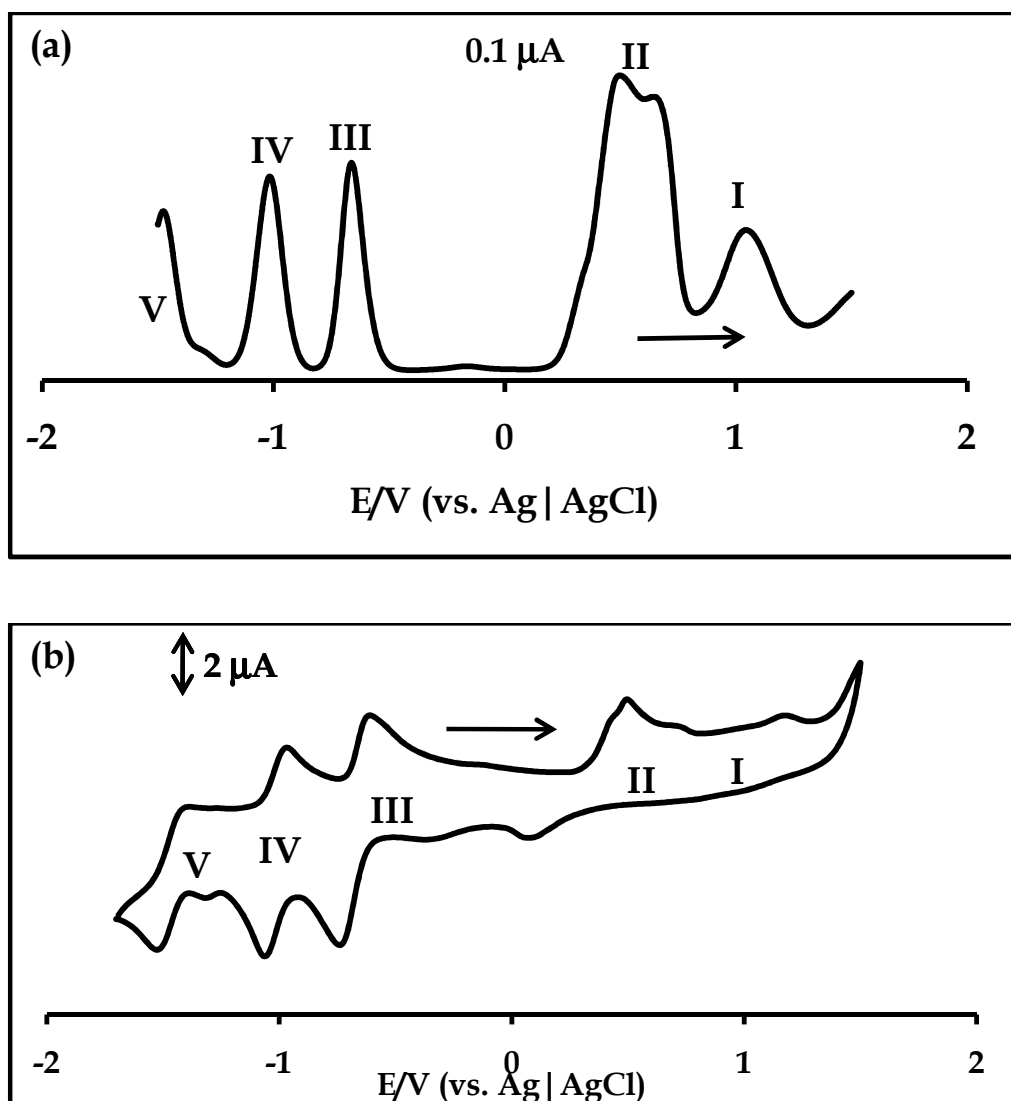 (a)
0.1 μA
II
IV
III
I
V
-2 -1 0 1 2
E/V (vs. Ag|AgCl)
(b)
2 μA
II
I
III
V
IV
-2 -1 0 1 2
E/V (vs. Ag|AgCl)